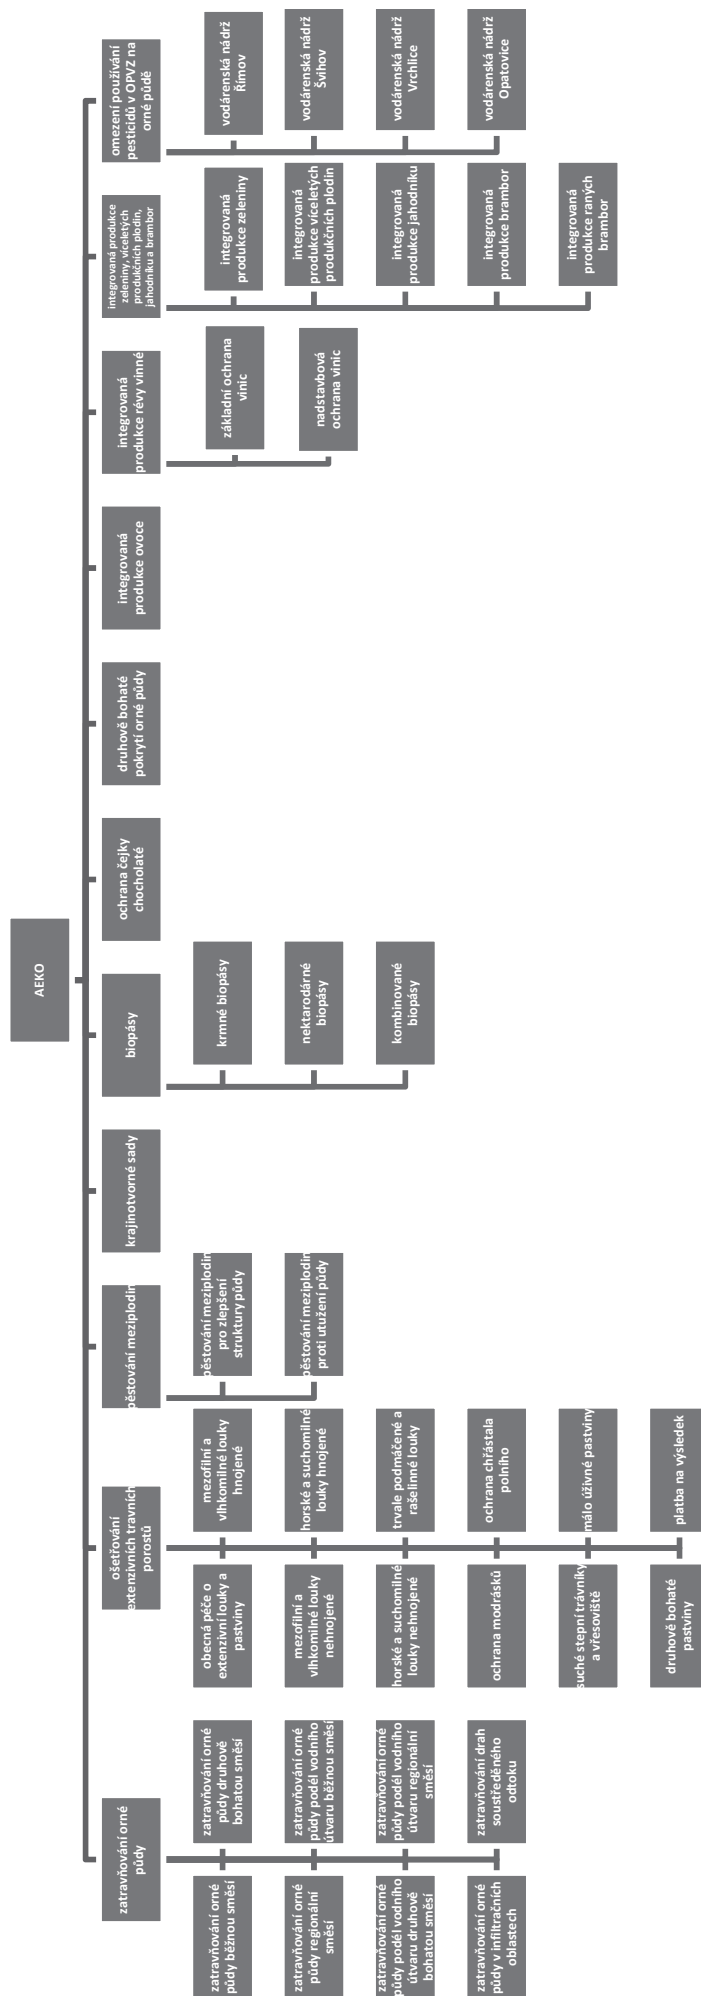 AEKO
zatravňování orné
půdy
zatravňování orné
půdy běžnou směsí
zatravňování orné
půdy druhově
bohatou směsí
zatravňování orné
půdy regionální
směsí
zatravňování orné
půdy podél vodního
útvaru běžnou směsí
zatravňování orné
půdy podél vodního
útvaru druhově
bohatou směsí
zatravňování orné
půdy podél vodního
útvaru regionální
směsí
zatravňování orné
půdy v infiltračních
oblastech
zatravňování drah
soustředěného
odtoku
ošetřování
extenzivních travních
porostů
obecná péče o
extenzivní louky a
pastviny
mezofilní a
vlhkomilné louky
hnojené
mezofilní a
vlhkomilné louky
nehnojené
horské a suchomilné
louky hnojené
horské a suchomilné
louky nehnojené
trvale podmáčené a
rašelinné louky
ochrana modrásků
ochrana chřástala
polního
suché stepní trávníky
a vřesoviště
málo úživné pastviny
druhově bohaté
pastviny
platba na výsledek
pěstování meziplodin
pěstování meziplodin
pro zlepšení
struktury půdy
pěstování meziplodin
proti utužení půdy
krajinotvorné sady
biopásy
krmné biopásy
nektarodárné
biopásy
kombinované
biopásy
ochrana čejky
chocholaté
druhově bohaté
pokrytí orné půdy
integrovaná
produkce ovoce
integrovaná
produkce révy vinné
základní ochrana
vinic
nadstavbová
ochrana vinic
integrovaná produkce
zeleniny, víceletých
produkčních plodin,
jahodníku a brambor
integrovaná
produkce zeleniny
integrovaná
produkce víceletých
produkčních plodin
integrovaná
produkce jahodníku
integrovaná
produkce brambor
integrovaná
produkce raných
brambor
omezení používání
pesticidů v OPVZ na
orné půdě
vodárenská nádrž
Římov
vodárenská nádrž
Švihov
vodárenská nádrž
Vrchlice
vodárenská nádrž
Opatovice